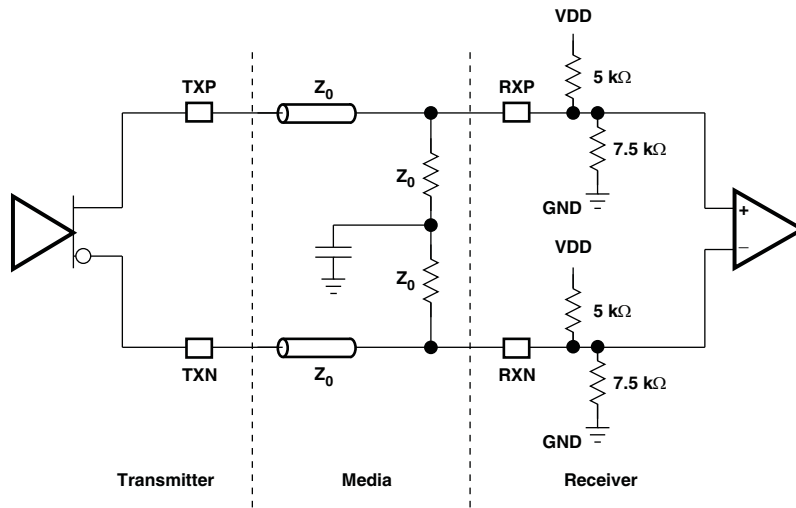 VDD
5 kΩ
TXP
Z0
RXP
Z0
7.5 kΩ
GND
+
VDD
−
Z0
5 kΩ
TXN
Z0
RXN
7.5 kΩ
GND
Transmitter
Media
Receiver